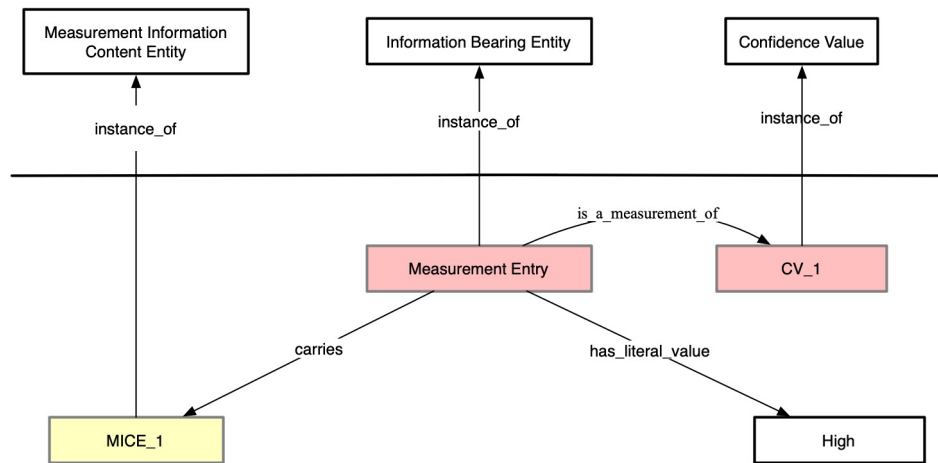 Measurement Information
Content Entity
Information Bearing Entity
Confidence Value
instance_of
instance_of
instance_of
is_a_measurement_of
Measurement Entry
CV_1
carries
has_literal_value
MICE_1
High